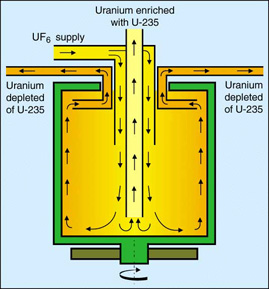 Uranium enriched
with U-235
UF6 supply
Uranium
depleted
of U-235
Uranium
depleted
of U-235